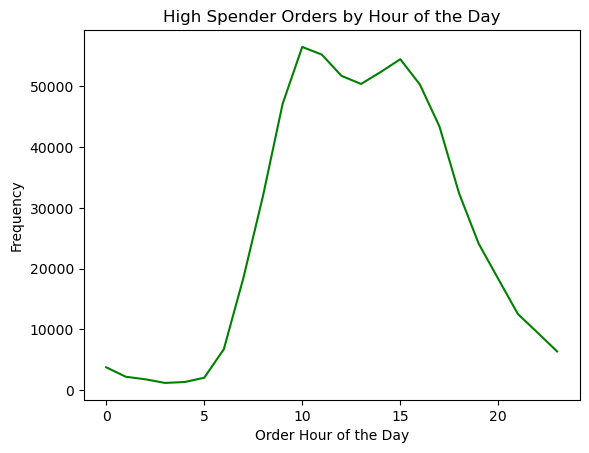 High Spender Orders by Hour of the Day
50000
40000
30000
20000
10000
0
Frequency
0 5 10 15 20
Order Hour of the Day